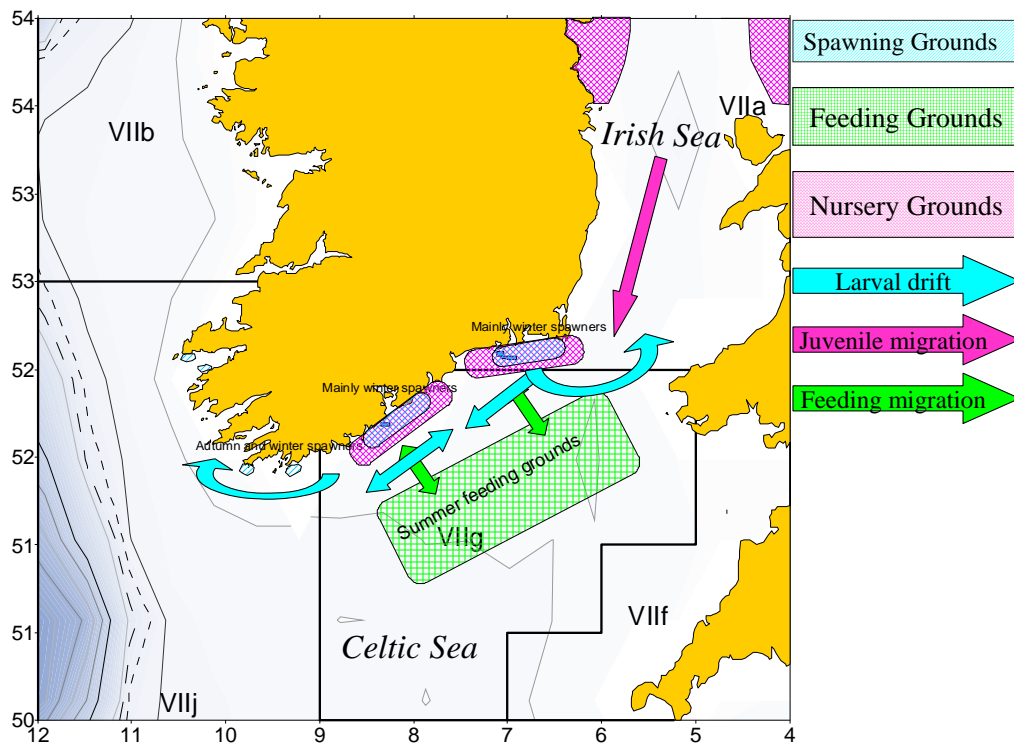 54
54
53
53
52
52
51
51
50
12
11
10
9
8
7
6
5
4
VIIb
VIIa
Irish Sea
Mainly winter spawners
Mainly winter spawners
Autumn and winter spawners
Summer feeding grounds
VIIg
VIIf
Celtic Sea
VIIj
Spawning Grounds
Feeding Grounds
Nursery Grounds
Larval drift
Juvenile migration
Feeding migration